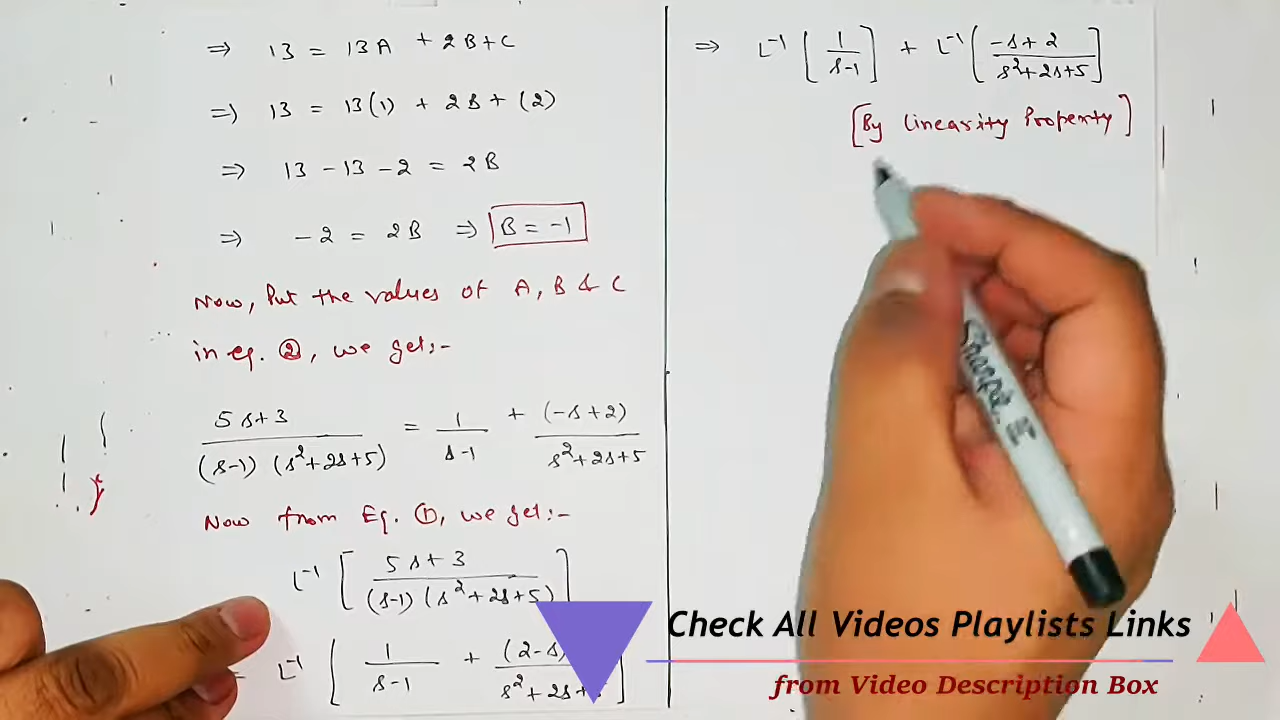 ⇒ 13 = 13A + 2B+C
⇒ 13 = 13(1) + 2B + (2)
⇒ 13 - 13 - 2 = 2B
⇒ -2 = 2B ⇒ B = -1
Now, Put the values of A, B & C
in eq. ②, we get:-
5s+3 / (s-1) (s²+2s+5) = 1 / s-1 + (-s+2) / s²+2s+5
Now from Eq. ①, we get:-
L⁻¹ [ 5s+3 / (s-1) (s²+2s+5) ]
= L⁻¹ [ 1 / s-1 + (2-s) / s²+2s+5 ]
⇒ L⁻¹ [ 1 / s-1 ] + L⁻¹ [ -s+2 / s²+2s+5 ]
[By Linearity Property]
Sharpie
Check All Videos Playlists Links
from Video Description Box